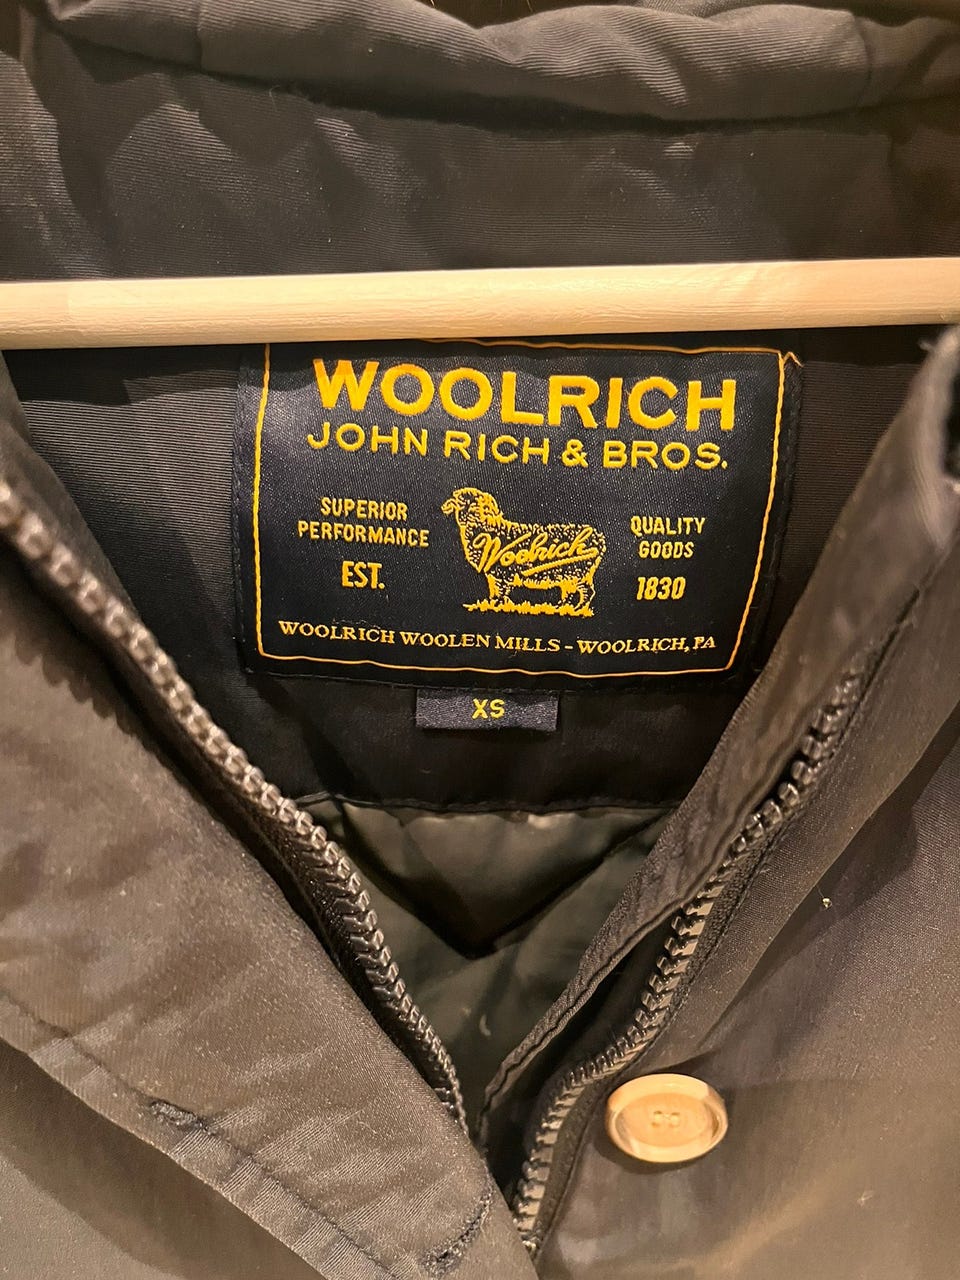 WOOLRICH
JOHN RICH & BROS.
SUPERIOR
PERFORMANCE
EST.
Woolrich
QUALITY
GOODS
1830
WOOLRICH WOOLEN MILLS - WOOLRICH, PA
XS